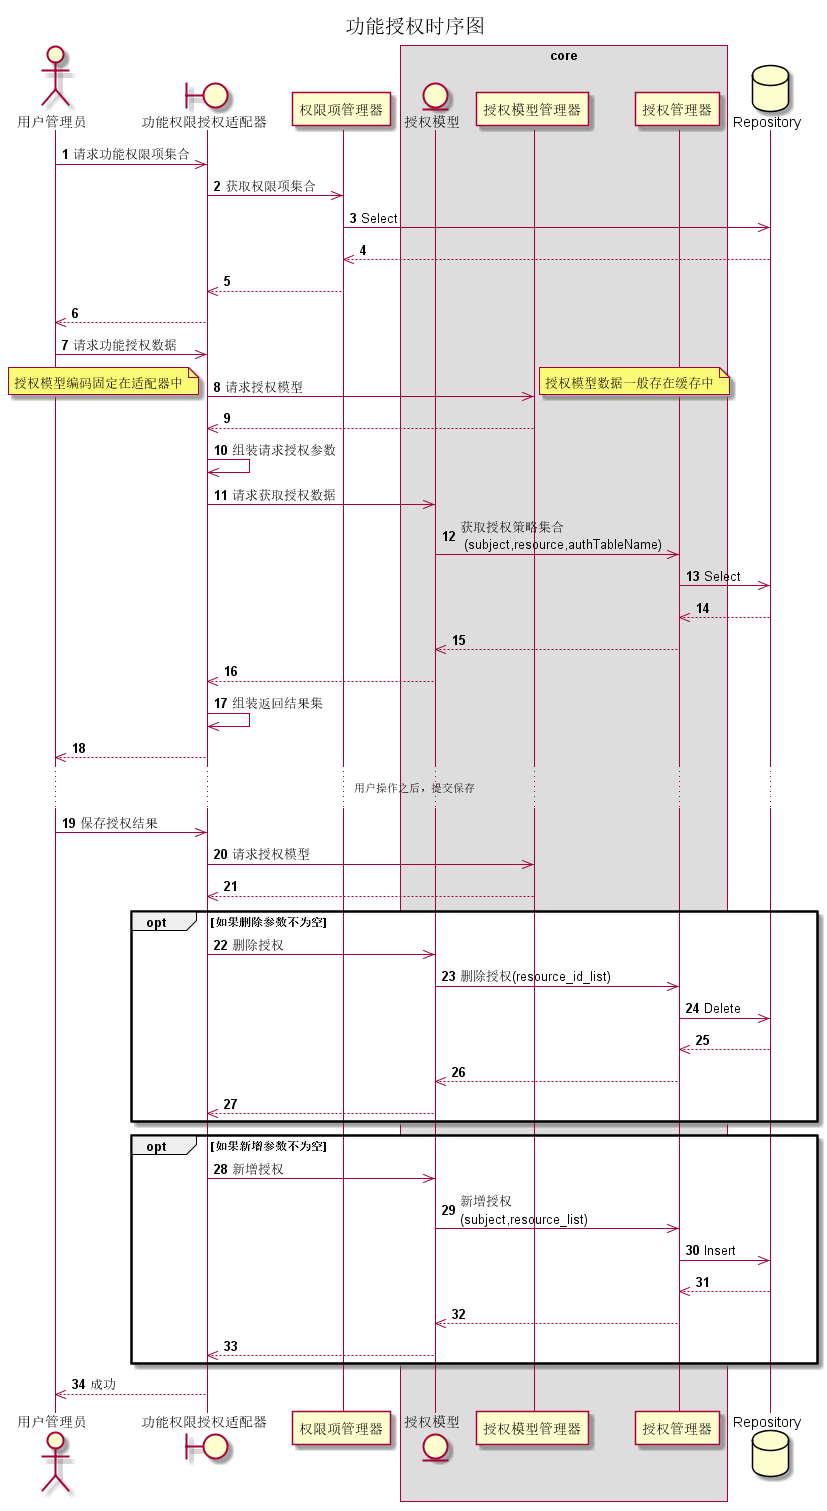 功能授权时序图
core
用户管理员
功能权限授权适配器
权限项管理器
授权模型
授权模型管理器
授权管理器
Repository
1 请求功能权限项集合
2 获取权限项集合
3 Select
4
5
6
7 请求功能授权数据
授权模型编码固定在适配器中
8 请求授权模型
授权模型数据一般存在缓存中
9
10 组装请求授权参数
11 请求获取授权数据
12 获取授权策略集合
(subject,resource,authTableName)
13 Select
14
15
16
17 组装返回结果集
18
用户操作之后，提交保存
19 保存授权结果
20 请求授权模型
21
opt [如果删除参数不为空]
22 删除授权
23 删除授权(resource_id_list)
24 Delete
25
26
27
opt [如果新增参数不为空]
28 新增授权
29 新增授权
(subject,resource_list)
30 Insert
31
32
33
34 成功
用户管理员
功能权限授权适配器
权限项管理器
授权模型
授权模型管理器
授权管理器
Repository